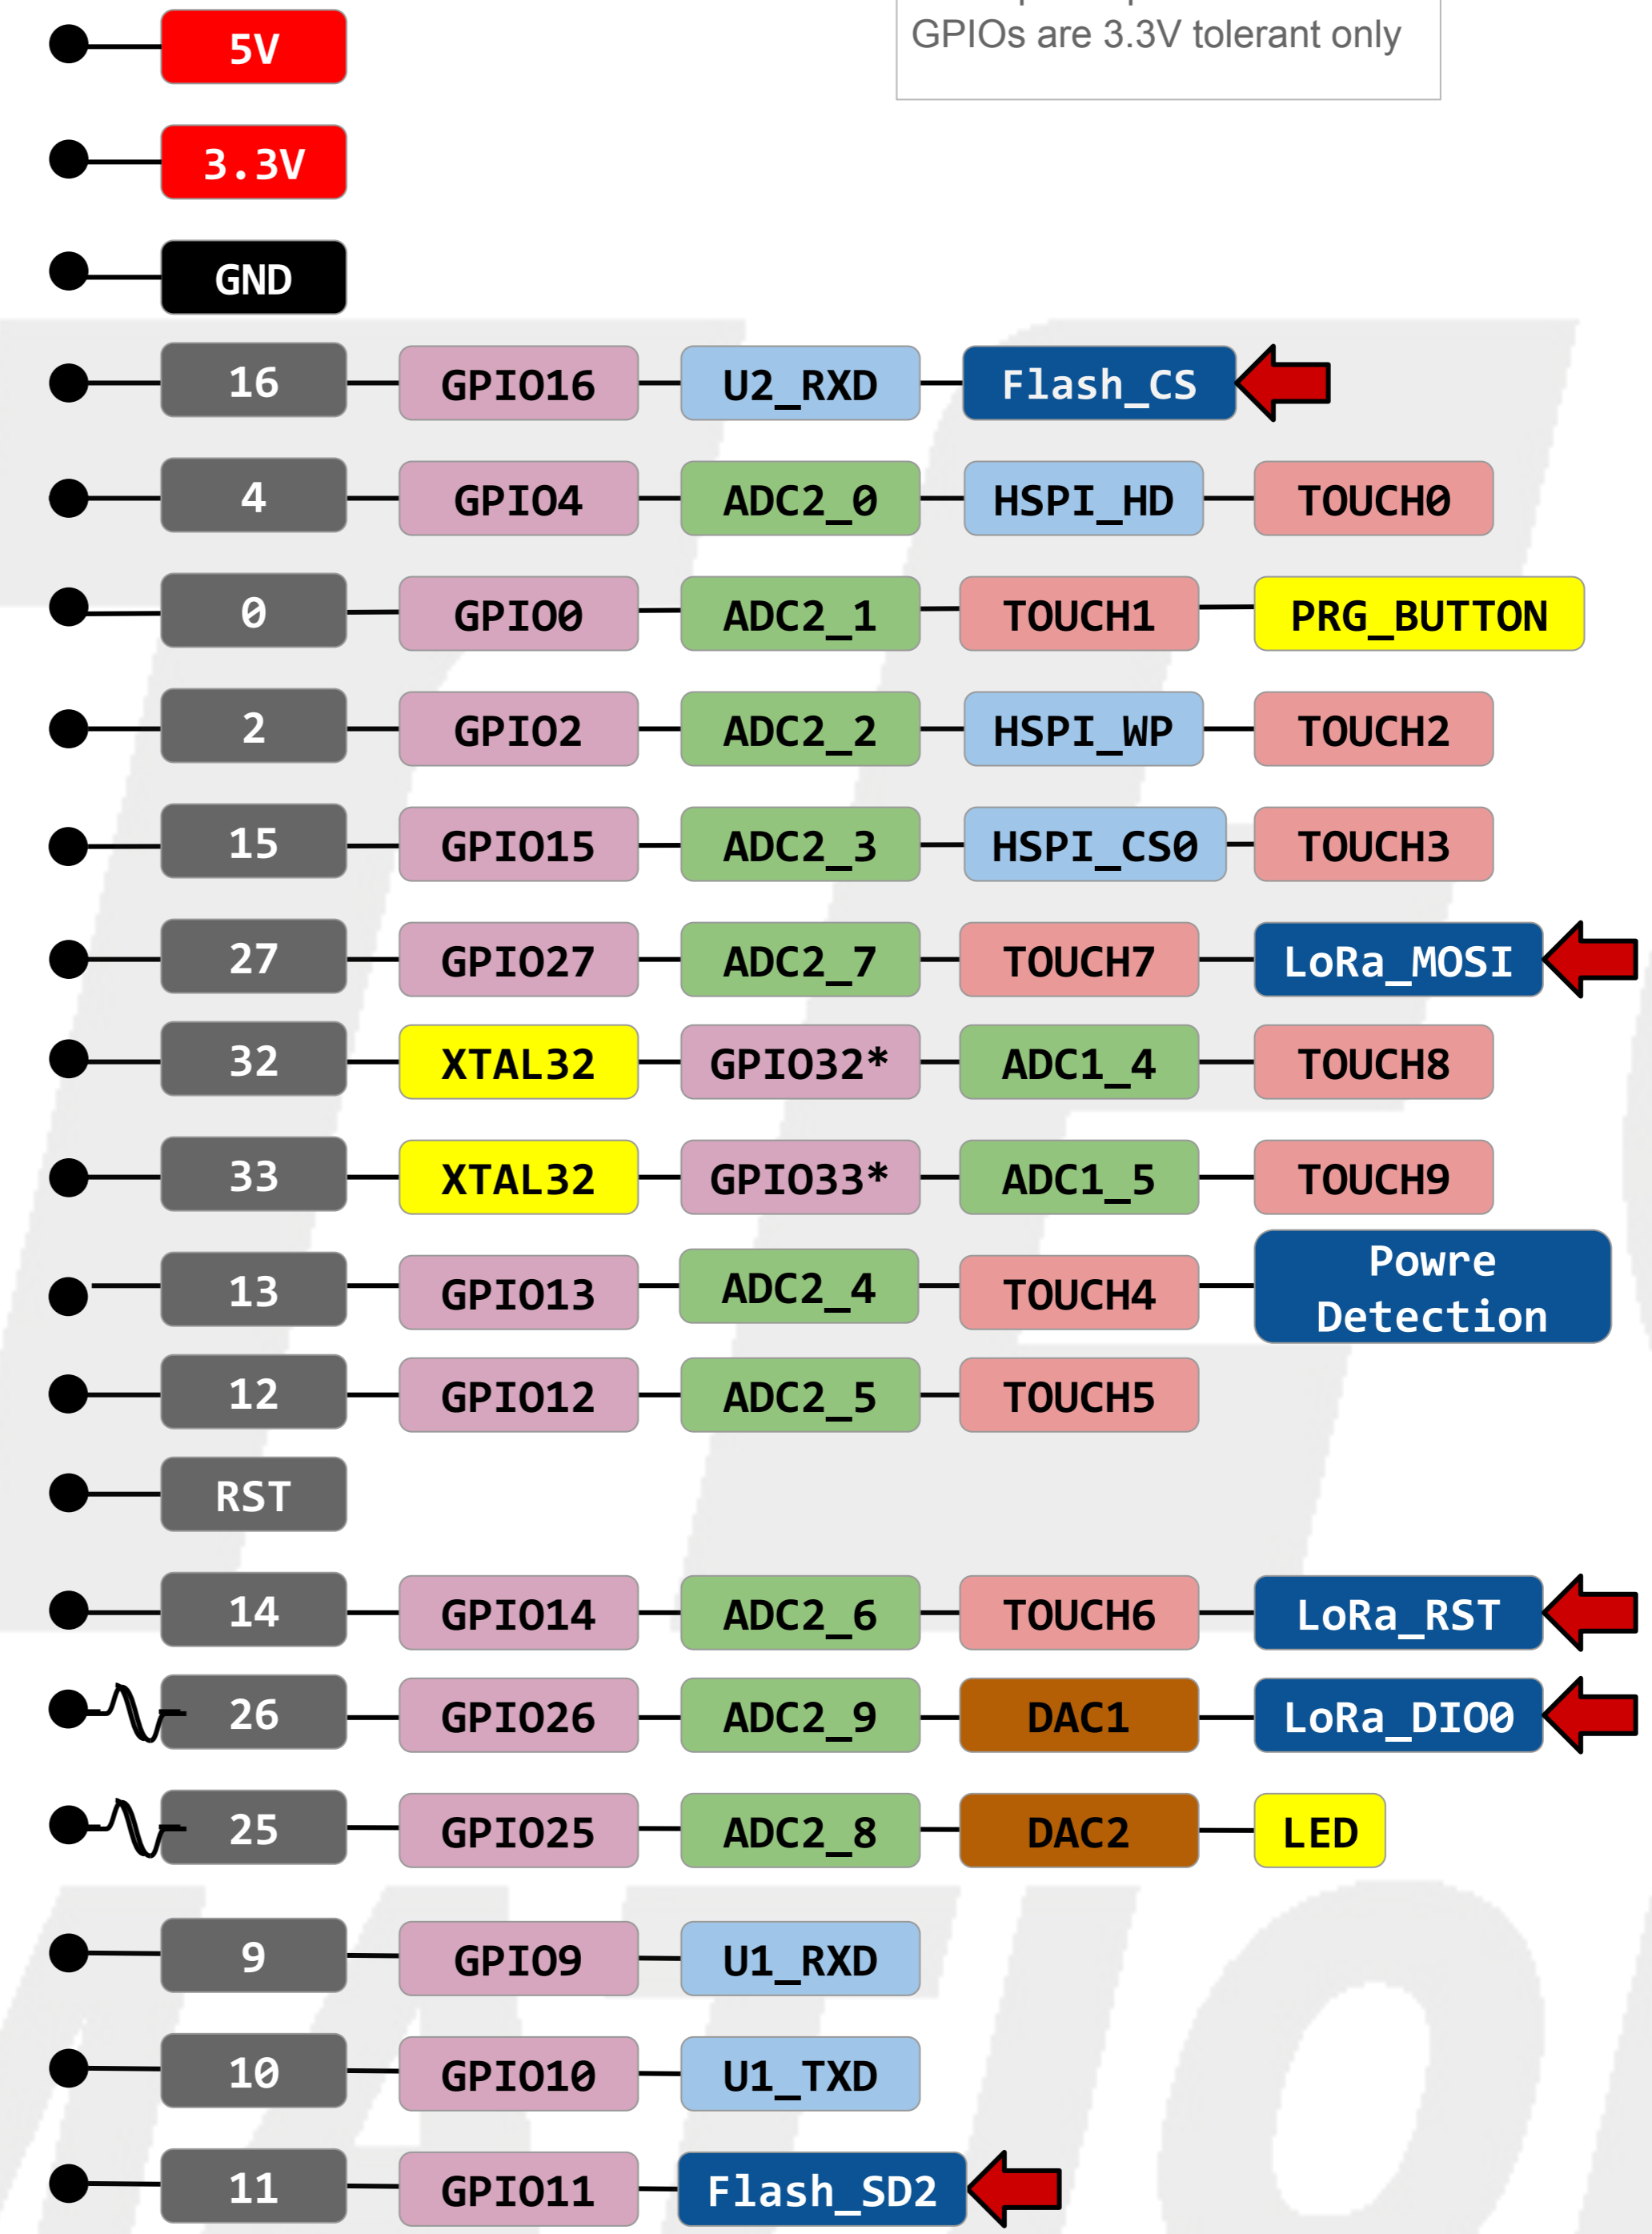 GPIOs are 3.3V tolerant only
5V
3.3V
GND
16 GPIO16 U2_RXD Flash_CS
4 GPIO4 ADC2_0 HSPI_HD TOUCH0
0 GPIO0 ADC2_1 TOUCH1 PRG_BUTTON
2 GPIO2 ADC2_2 HSPI_WP TOUCH2
15 GPIO15 ADC2_3 HSPI_CS0 TOUCH3
27 GPIO27 ADC2_7 TOUCH7 LoRa_MOSI
32 XTAL32 GPIO32* ADC1_4 TOUCH8
33 XTAL32 GPIO33* ADC1_5 TOUCH9
13 GPIO13 ADC2_4 TOUCH4 Powre
Detection
12 GPIO12 ADC2_5 TOUCH5
RST
14 GPIO14 ADC2_6 TOUCH6 LoRa_RST
26 GPIO26 ADC2_9 DAC1 LoRa_DIO0
25 GPIO25 ADC2_8 DAC2 LED
9 GPIO9 U1_RXD
10 GPIO10 U1_TXD
11 GPIO11 Flash_SD2